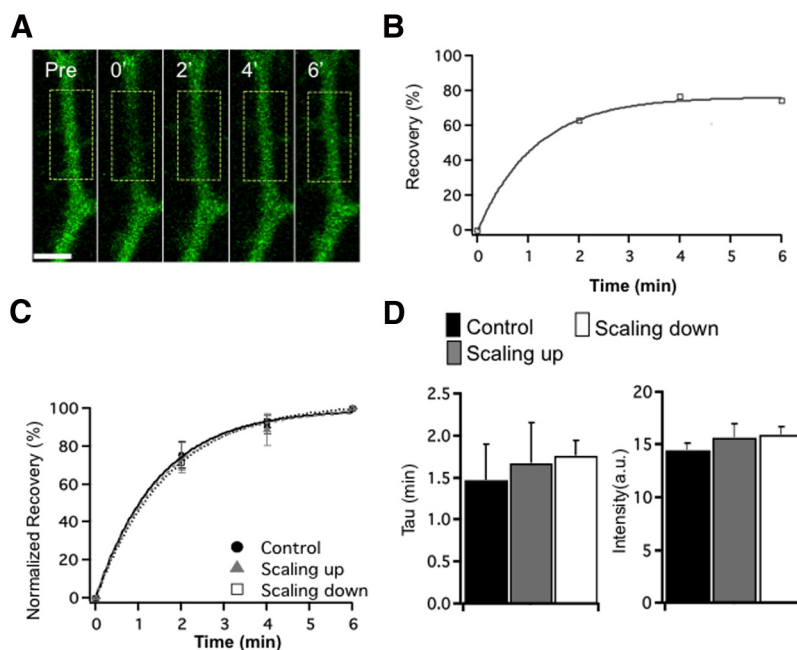 A
Pre 0' 2' 4' 6'
B
100
80
60
40
20
0
Recovery (%)
0 1 2 3 4 5 6
Time (min)
C
100
80
60
40
20
0
Normalized Recovery (%)
Control
Scaling up
Scaling down
0 1 2 3 4 5 6
Time (min)
D
Control Scaling down
Scaling up
2.5
2.0
1.5
1.0
0.5
0.0
Tau (min)
20
15
10
5
0
Intensity(a.u.)